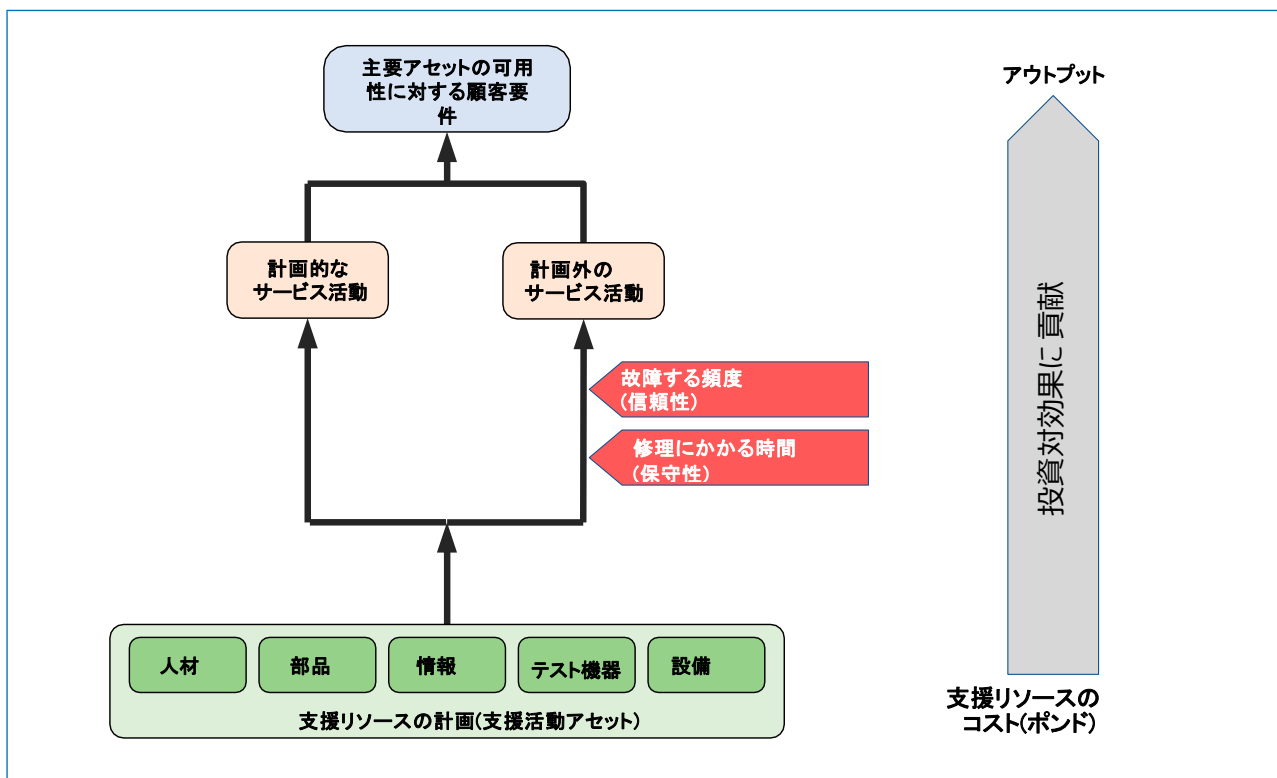 主要アセットの可用
性に対する顧客要
件
アウトプット
計画的な
サービス活動
計画外の
サービス活動
故障する頻度
(信頼性)
修理にかかる時間
(保守性)
投資対効果に 貢献
人材
部品
情報
テスト機器
設備
支援リソースの計画(支援活動アセット)
支援リソースの
コスト(ポンド)